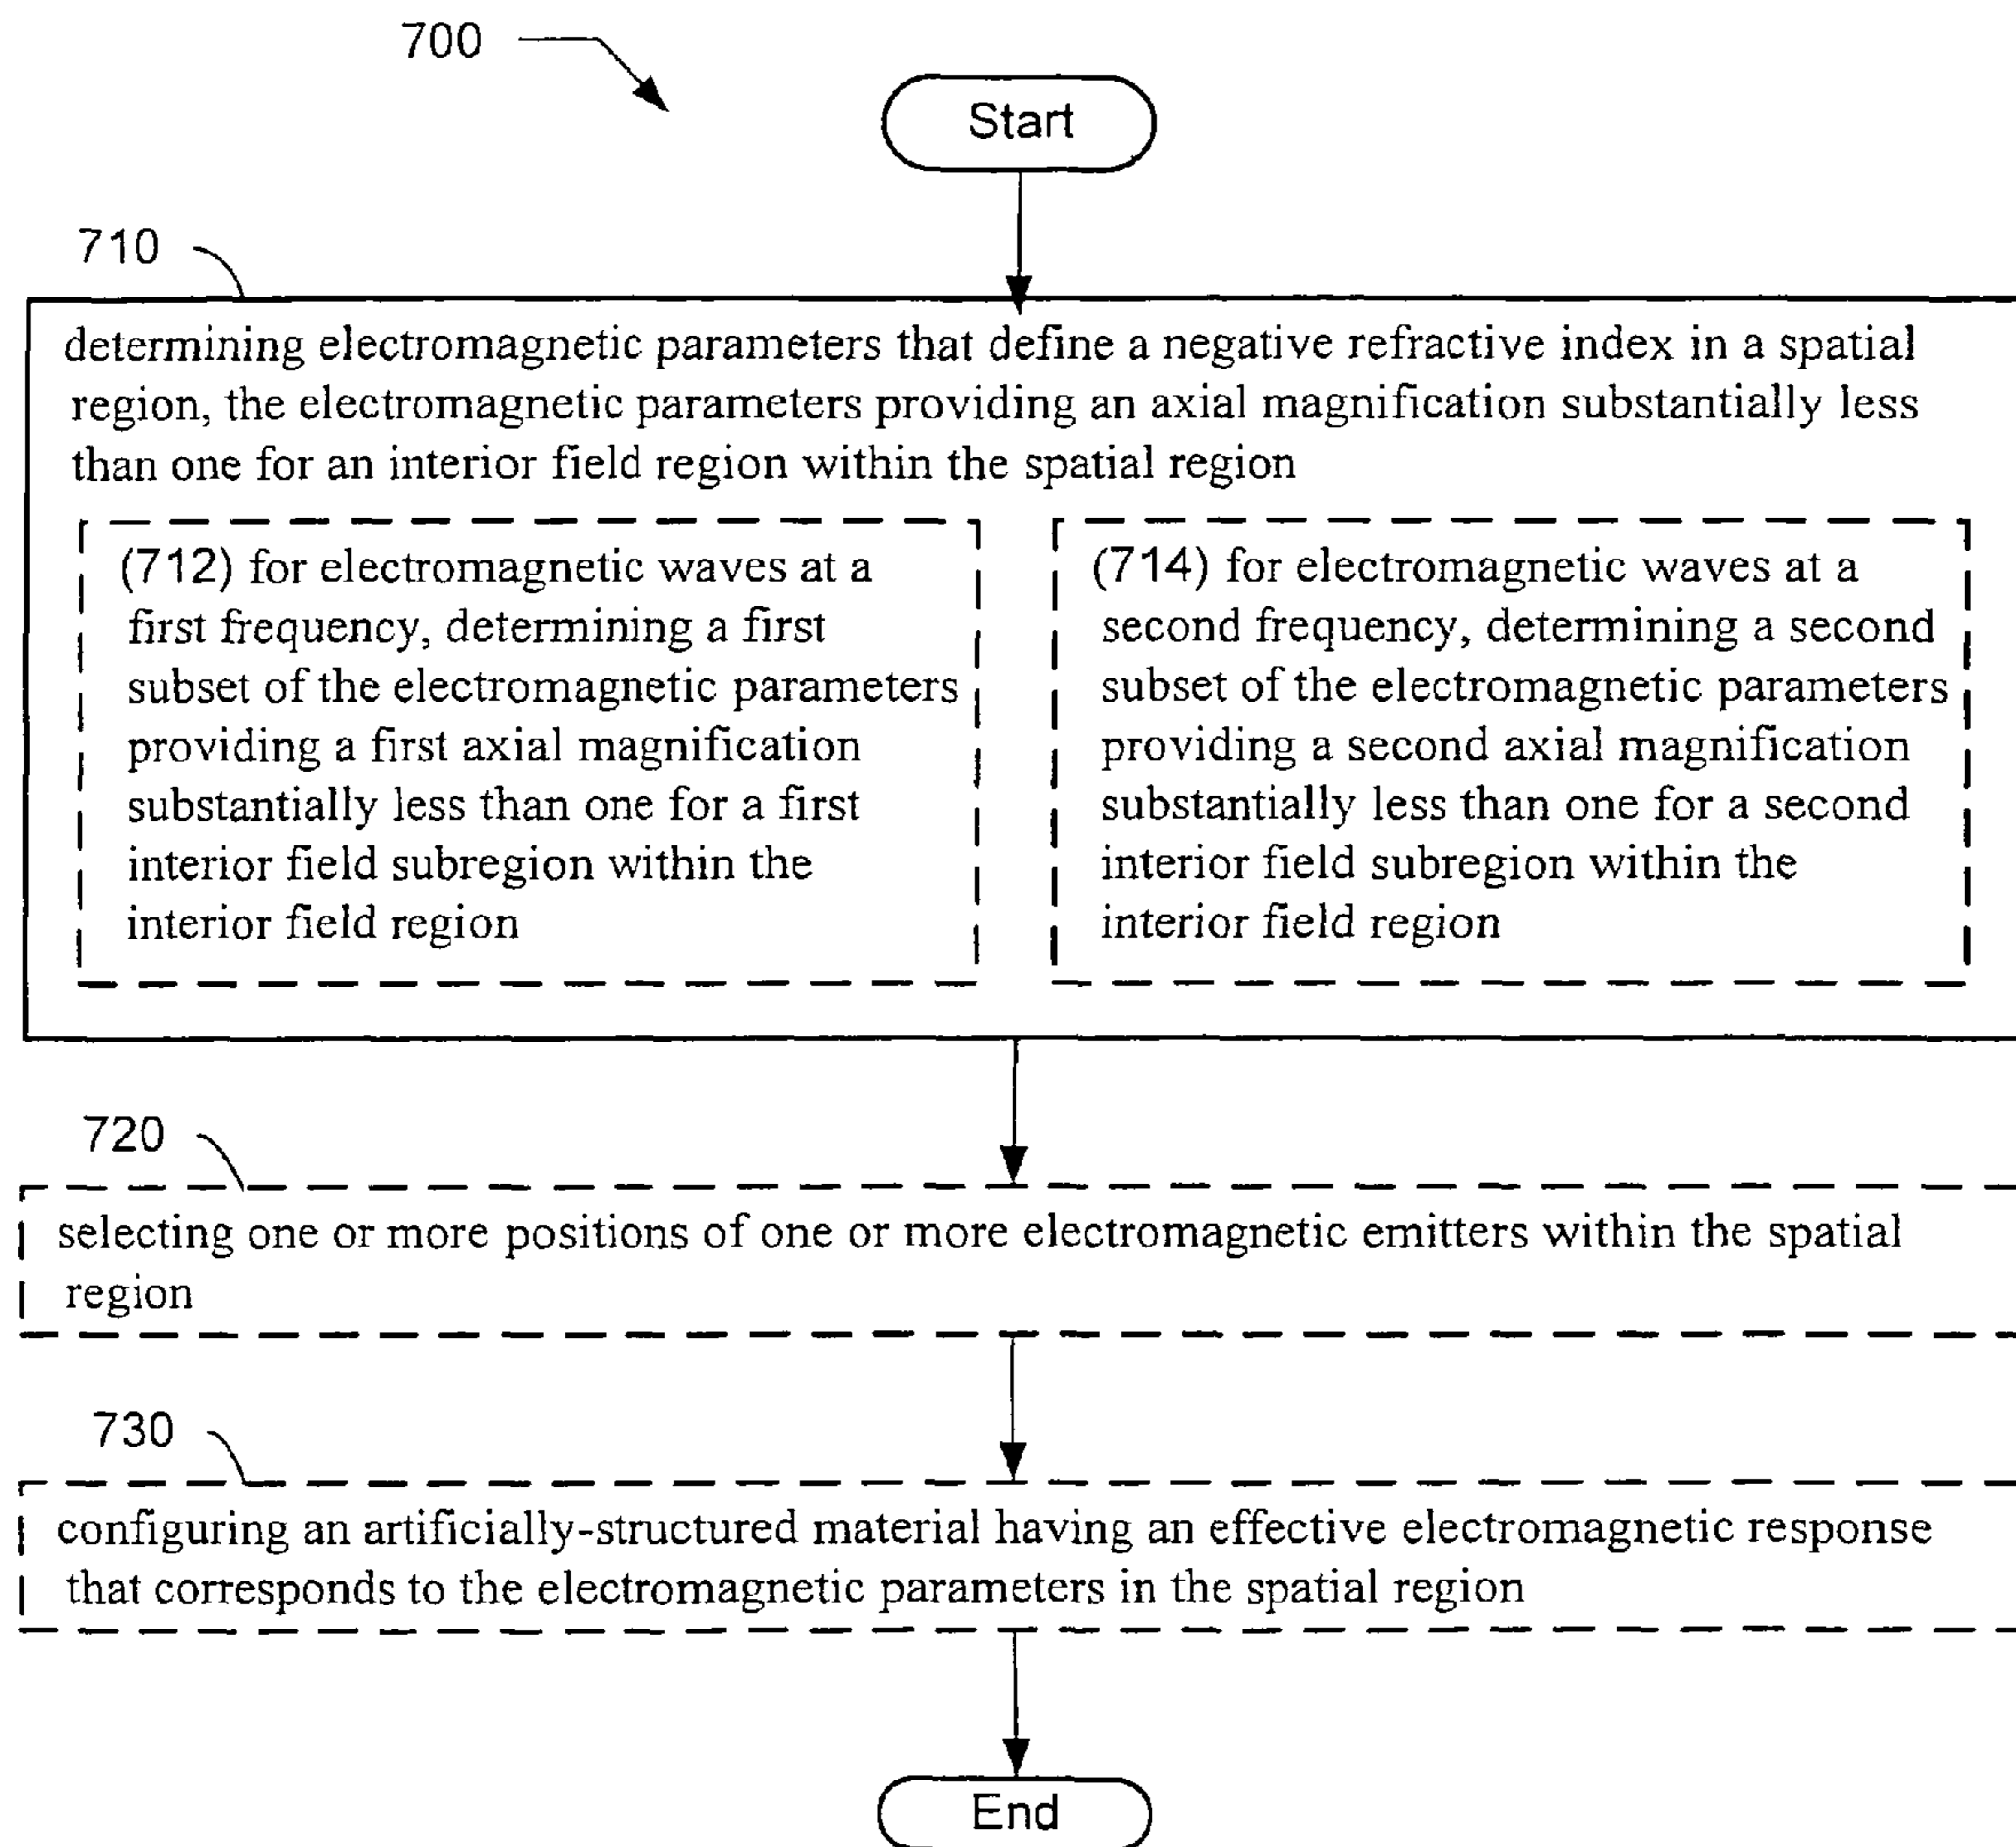 700
Start
710
determining electromagnetic parameters that define a negative refractive index in a spatial
region, the electromagnetic parameters providing an axial magnification substantially less
than one for an interior field region within the spatial region
(712) for electromagnetic waves at a
first frequency, determining a first
subset of the electromagnetic parameters
providing a first axial magnification
substantially less than one for a first
interior field subregion within the
interior field region
(714) for electromagnetic waves at a
second frequency, determining a second
subset of the electromagnetic parameters
providing a second axial magnification
substantially less than one for a second
interior field subregion within the
interior field region
720
selecting one or more positions of one or more electromagnetic emitters within the spatial
region
730
configuring an artificially-structured material having an effective electromagnetic response
that corresponds to the electromagnetic parameters in the spatial region
End